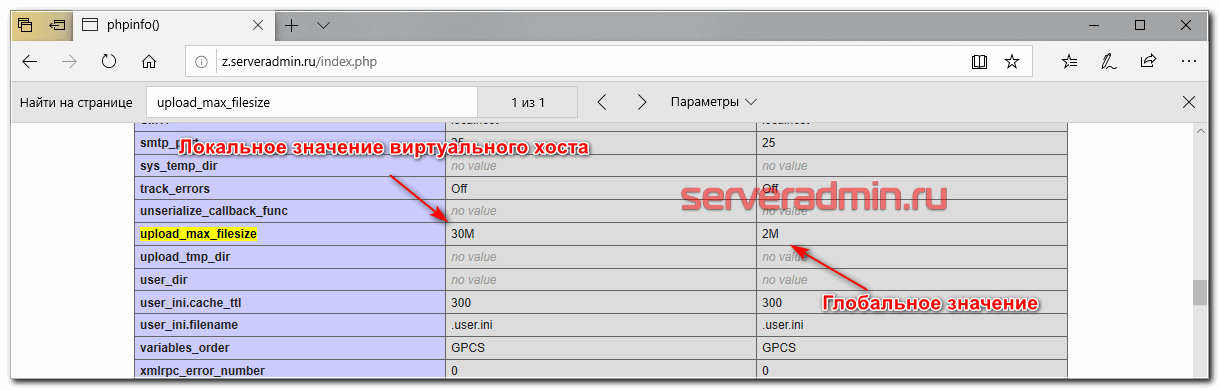 phpinfo()
z.serveradmin.ru/index.php
Найти на странице upload_max_filesize 1 из 1 Параметры
smtp_port 25 25
Локальное значение виртуального хоста
sys_temp_dir no value no value
track_errors Off Off
serveradmin.ru
unserialize_callback_func no value no value
upload_max_filesize 30M 2M
upload_tmp_dir no value no value
user_dir no value no value
user_ini.cache_ttl 300 300
Глобальное значение
user_ini.filename .user.ini .user.ini
variables_order GPCS GPCS
xmlrpc_error_number 0 0